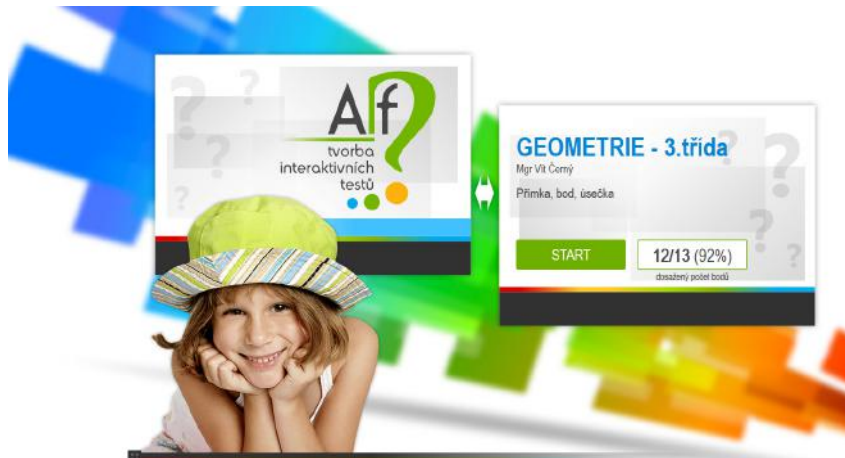 Alf
tvorba
interaktivních
testů
GEOMETRIE - 3.třída
Mgr Vít Černý
Přímka, bod, úsečka
START
12/13 (92%)
dosažený počet bodů